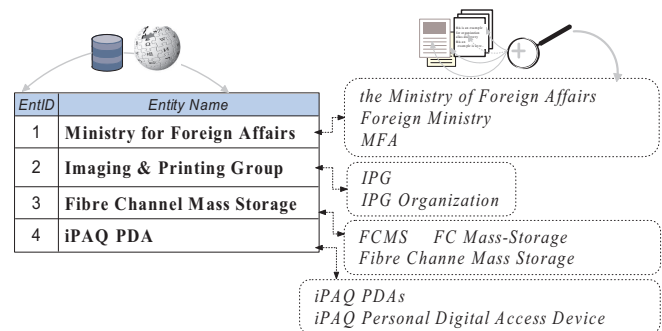 EntID Entity Name
1 Ministry for Foreign Affairs
2 Imaging & Printing Group
3 Fibre Channel Mass Storage
4 iPAQ PDA
the Ministry of Foreign Affairs
Foreign Ministry
MFA
IPG
IPG Organization
FCMS FC Mass-Storage
Fibre Channe Mass Storage
iPAQ PDAs
iPAQ Personal Digital Access Device